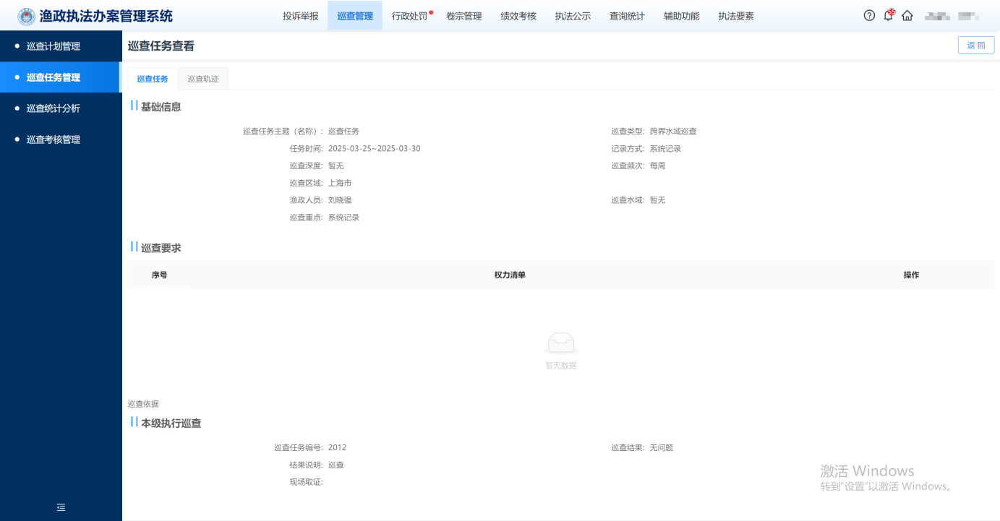 渔政执法办案管理系统
投诉举报 巡查管理 行政处罚 卷宗管理 绩效考核 执法公示 查询统计 辅助功能 执法要素
55
巡查计划管理
巡查任务管理
巡查统计分析
巡查考核管理
巡查任务查看
返 回
巡查任务 巡查轨迹
基础信息
巡查任务主题（名称）: 巡查任务 巡查类型: 跨界水域巡查
任务时间: 2025-03-25~2025-03-30 记录方式: 系统记录
巡查深度: 暂无 巡查频次: 每周
巡查区域: 上海市
渔政人员: 刘晓强 巡查水域: 暂无
巡查重点: 系统记录
巡查要求
序号 权力清单 操作
暂无数据
巡查依据
本级执行巡查
巡查任务编号: 2012 巡查结果: 无问题
结果说明: 巡查
现场取证:
激活 Windows
转到"设置"以激活 Windows。